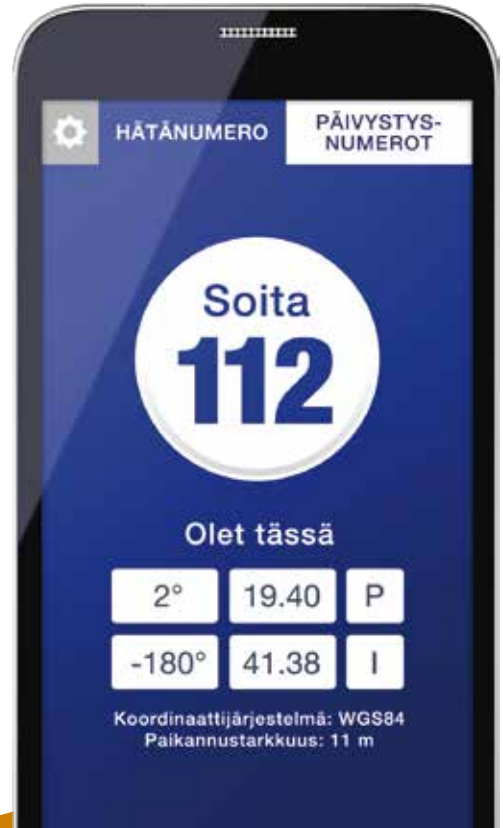 HÄTÄNUMERO
PÄIVYSTYS-
NUMEROT
Soita
112
Olet tässä
2° 19.40 P
-180° 41.38 I
Koordinaattijärjestelmä: WGS84
Paikannustarkkuus: 11 m